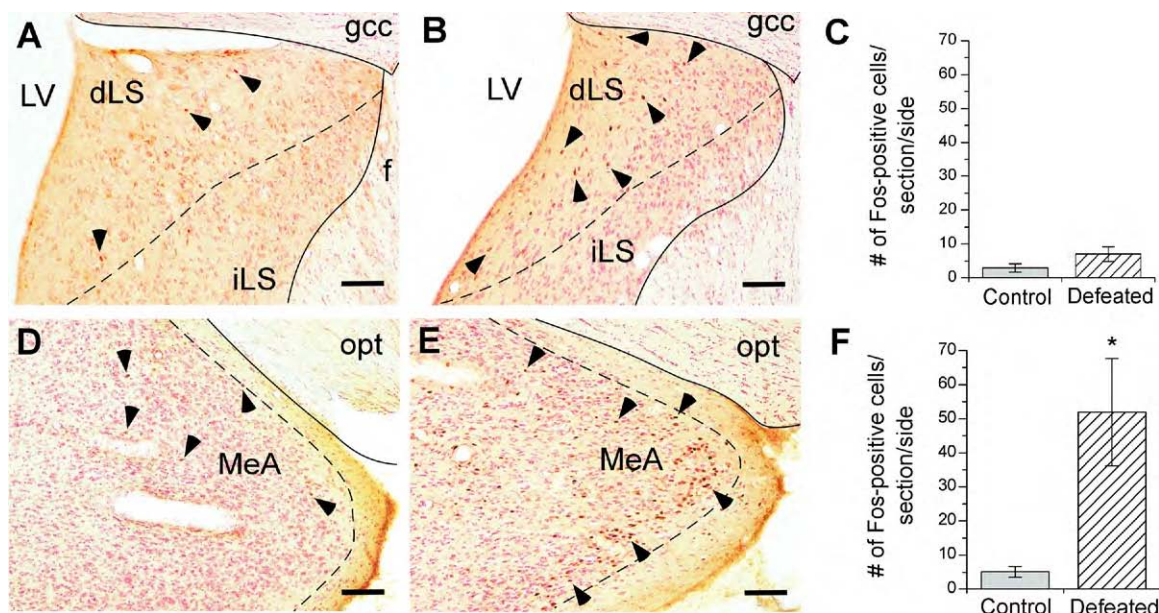 A
gcc
LV
dLS
f
iLS
B
gcc
LV
dLS
iLS
C
# of Fos-positive cells/
section/side
70
60
50
40
30
20
10
0
Control
Defeated
D
opt
MeA
E
opt
MeA
F
# of Fos-positive cells/
section/side
70
60
50
40
30
20
10
0
*
Control
Defeated